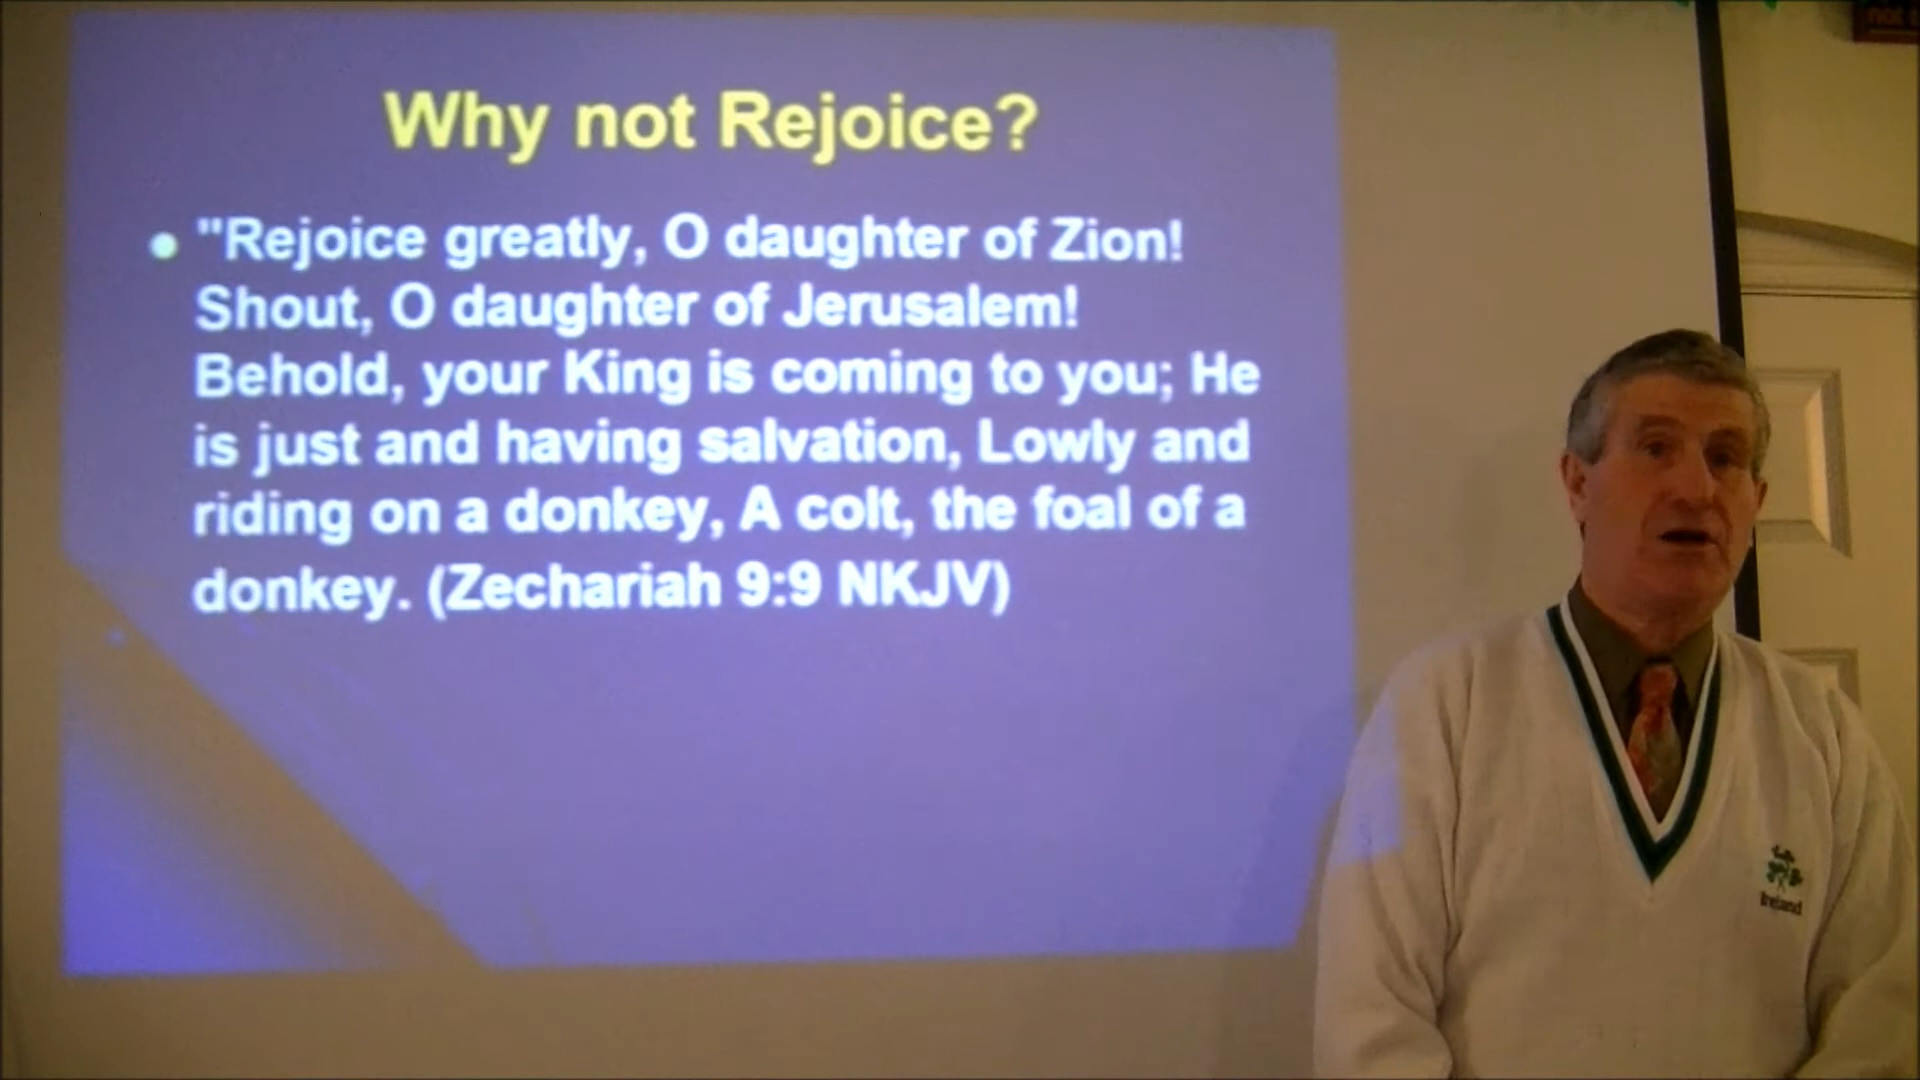 Why not Rejoice?
"Rejoice greatly, O daughter of Zion!
Shout, O daughter of Jerusalem!
Behold, your King is coming to you; He
is just and having salvation, Lowly and
riding on a donkey, A colt, the foal of a
donkey. (Zechariah 9:9 NKJV)
Ireland
not